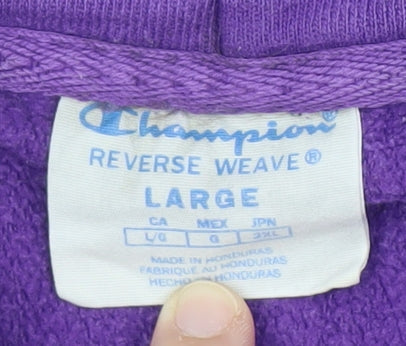 Champion
REVERSE WEAVE®
LARGE
CA MEX JPN
L/G G 2XL
MADE IN HONDURAS
FABRIQUE AU HONDURAS
HECHO EN HONDURAS